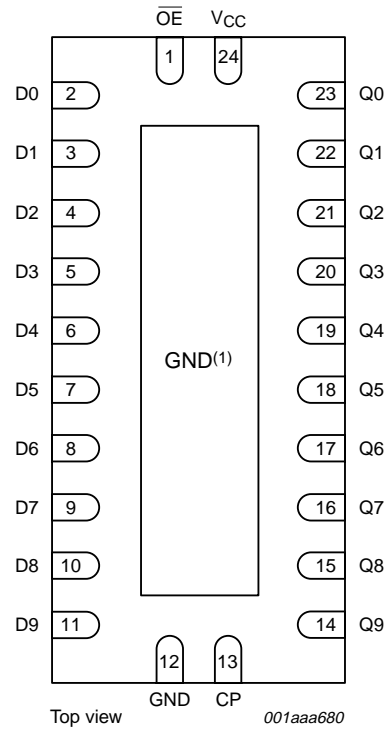 O̅E̅ VCC
1 24
D0 2 23 Q0
D1 3 22 Q1
D2 4 21 Q2
D3 5 20 Q3
D4 6 19 Q4
GND(1)
D5 7 18 Q5
D6 8 17 Q6
D7 9 16 Q7
D8 10 15 Q8
D9 11 14 Q9
12 13
GND CP
Top view 001aaa680